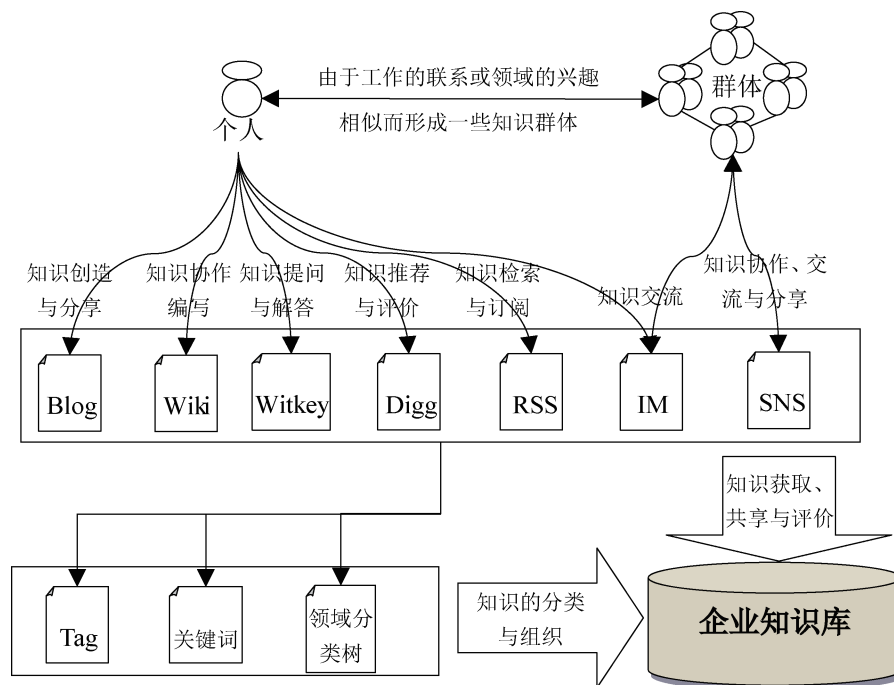 由于工作的联系或领域的兴趣
群体
相似而形成一些知识群体
个人
知识创造
与分享
知识协作
编写
知识提问
与解答
知识推荐
与评价
知识检索
与订阅
知识交流
知识协作、交
流与分享
Blog
Wiki
Witkey
Digg
RSS
IM
SNS
知识获取、
共享与评价
Tag
关键词
领域分
类树
知识的分类
与组织
企业知识库